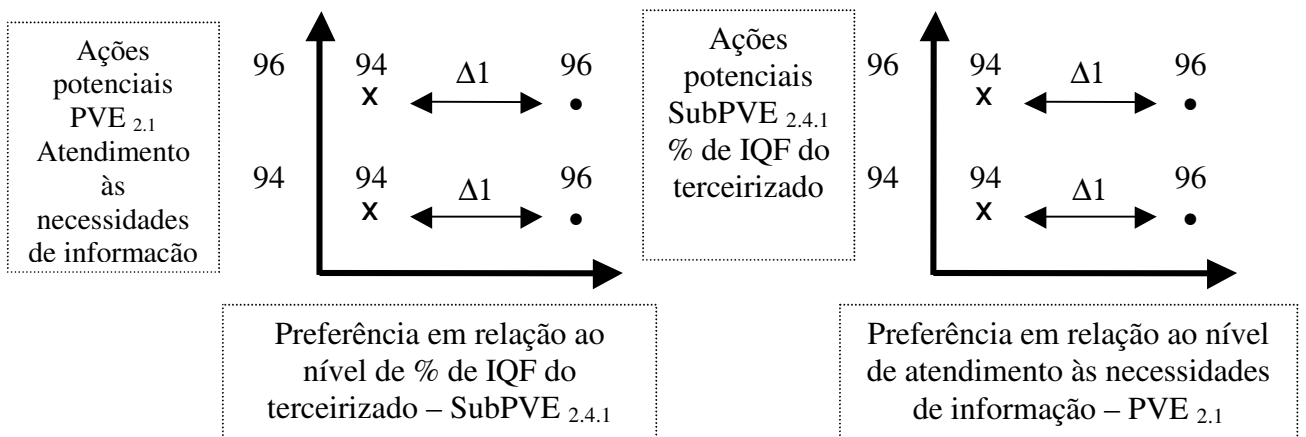 Ações
potenciais
PVE 2.1
Atendimento
às
necessidades
de informacão
96
94 Δ1 96
x •
94
94 Δ1 96
x •
Preferência em relação ao
nível de % de IQF do
terceirizado – SubPVE 2.4.1
Ações
potenciais
SubPVE 2.4.1
% de IQF do
terceirizado
96
94 Δ1 96
x •
94
94 Δ1 96
x •
Preferência em relação ao nível
de atendimento às necessidades
de informação – PVE 2.1